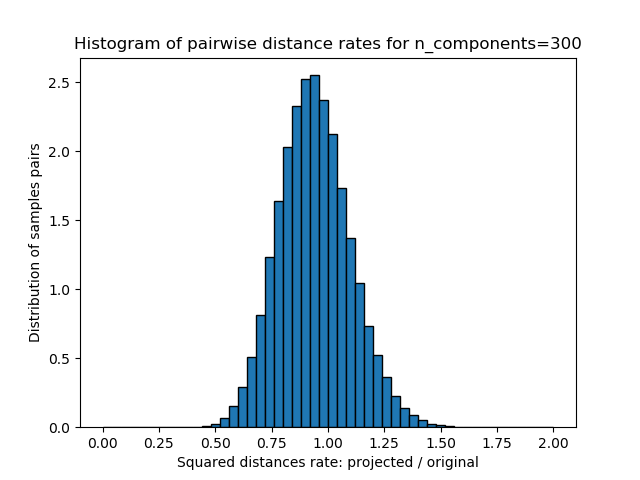 Histogram of pairwise distance rates for n_components=300
Distribution of samples pairs
2.5
2.0
1.5
1.0
0.5
0.0
0.00 0.25 0.50 0.75 1.00 1.25 1.50 1.75 2.00
Squared distances rate: projected / original